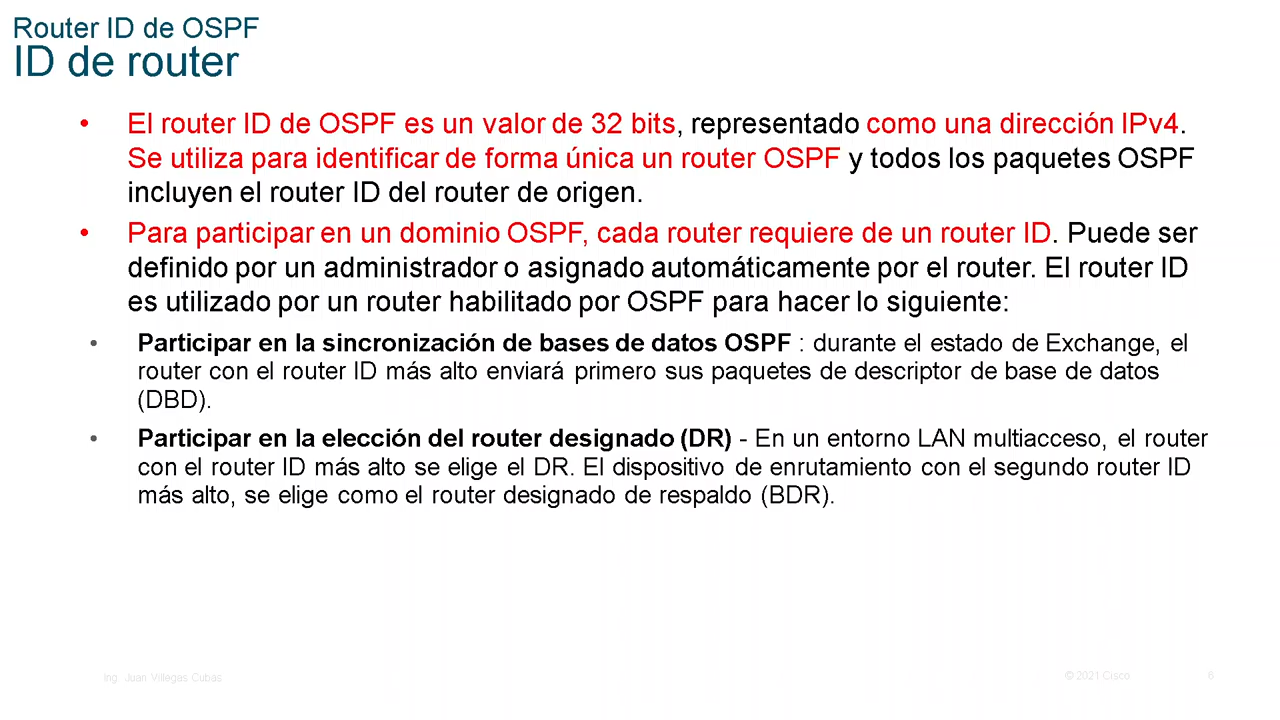 Router ID de OSPF
ID de router
• El router ID de OSPF es un valor de 32 bits, representado como una dirección IPv4.
Se utiliza para identificar de forma única un router OSPF y todos los paquetes OSPF
incluyen el router ID del router de origen.
• Para participar en un dominio OSPF, cada router requiere de un router ID. Puede ser
definido por un administrador o asignado automáticamente por el router. El router ID
es utilizado por un router habilitado por OSPF para hacer lo siguiente:
• Participar en la sincronización de bases de datos OSPF : durante el estado de Exchange, el
router con el router ID más alto enviará primero sus paquetes de descriptor de base de datos
(DBD).
• Participar en la elección del router designado (DR) - En un entorno LAN multiacceso, el router
con el router ID más alto se elige el DR. El dispositivo de enrutamiento con el segundo router ID
más alto, se elige como el router designado de respaldo (BDR).
Ing. Juan Villegas Cubas
© 2021 Cisco
6